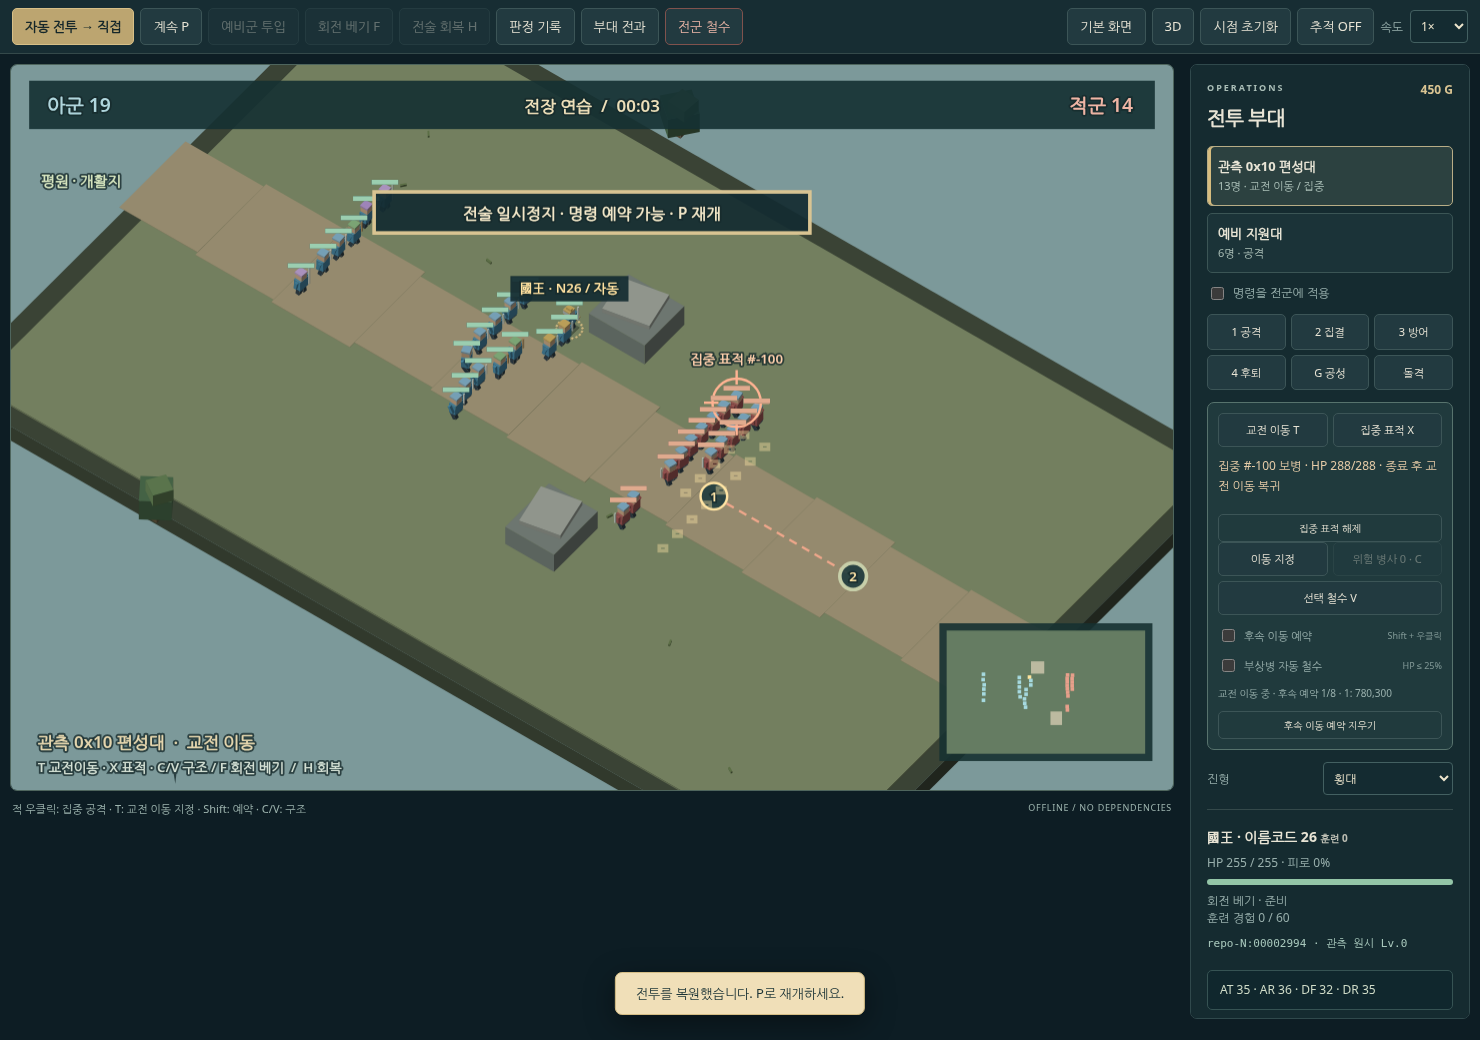 자동 전투 → 직접
계속 P
예비군 투입
회전 베기 F
전술 회복 H
판정 기록
부대 전과
전군 철수
기본 화면
3D
시점 초기화
추적 OFF
속도
1×
아군 19
전장 연습 / 00:03
적군 14
평원 · 개활지
전술 일시정지 · 명령 예약 가능 · P 재개
國王 · N26 / 자동
집중 표적 #-100
1
2
관측 0x10 편성대 · 교전 이동
T 교전이동 · X 표적 · C/V 구조 / F 회전 베기 / H 회복
적 우클릭: 집중 공격 · T: 교전 이동 지정 · Shift: 예약 · C/V: 구조
OFFLINE / NO DEPENDENCIES
전투를 복원했습니다. P로 재개하세요.
OPERATIONS
450 G
전투 부대
관측 0x10 편성대
13명 · 교전 이동 / 집중
예비 지원대
6명 · 공격
명령을 전군에 적용
1 공격
2 집결
3 방어
4 후퇴
G 공성
돌격
교전 이동 T
집중 표적 X
집중 #-100 보병 · HP 288/288 · 종료 후 교
전 이동 복귀
집중 표적 해제
이동 지정
위험 병사 0 · C
선택 철수 V
후속 이동 예약
Shift + 우클릭
부상병 자동 철수
HP ≤ 25%
교전 이동 중 · 후속 예약 1/8 · 1: 780,300
후속 이동 예약 지우기
진형
횡대
國王 · 이름코드 26 훈련 0
HP 255 / 255 · 피로 0%
회전 베기 · 준비
훈련 경험 0 / 60
repo-N:00002994 · 관측 원시 Lv.0
AT 35 · AR 36 · DF 32 · DR 35